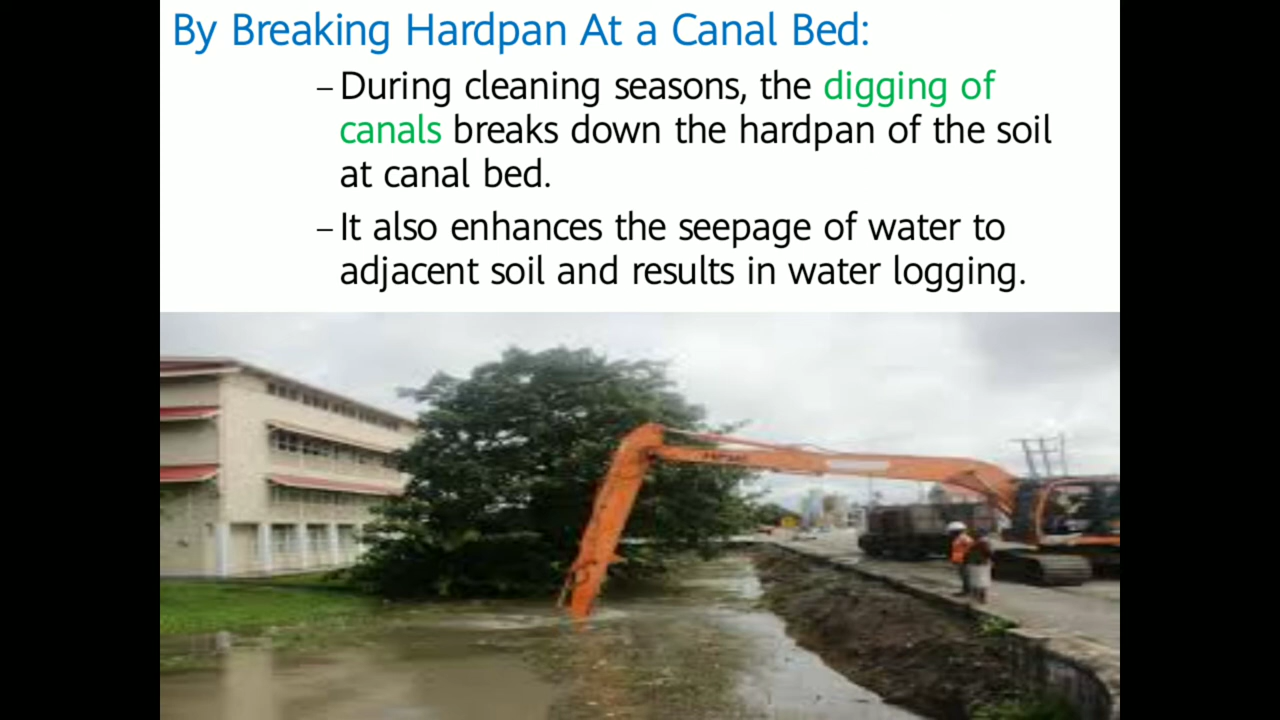 By Breaking Hardpan At a Canal Bed:
– During cleaning seasons, the digging of
canals breaks down the hardpan of the soil
at canal bed.
– It also enhances the seepage of water to
adjacent soil and results in water logging.